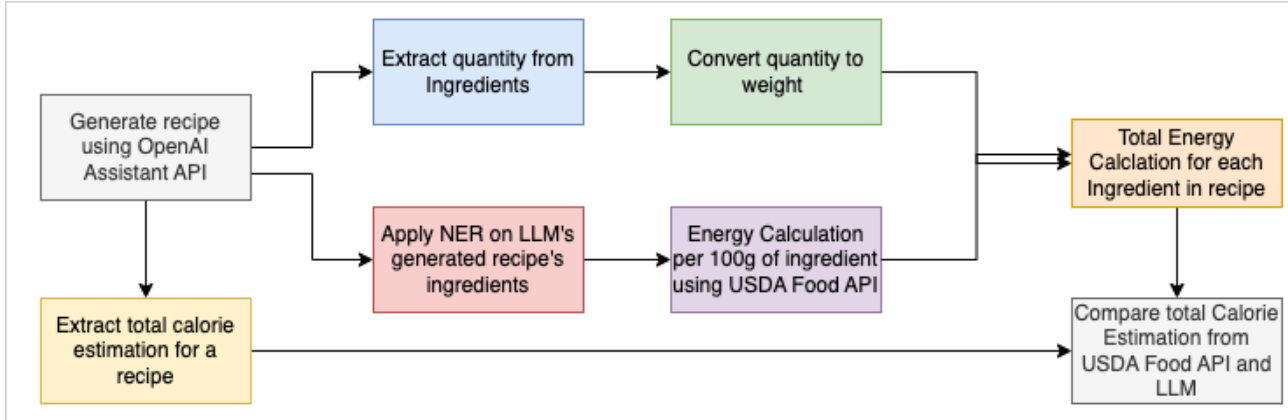 Extract quantity from
Ingredients
Convert quantity to
weight
Generate recipe
using OpenAI
Assistant API
Total Energy
Calclation for each
Ingredient in recipe
Apply NER on LLM's
generated recipe's
ingredients
Energy Calculation
per 100g of ingredient
using USDA Food API
Extract total calorie
estimation for a
recipe
Compare total Calorie
Estimation from
USDA Food API and
LLM